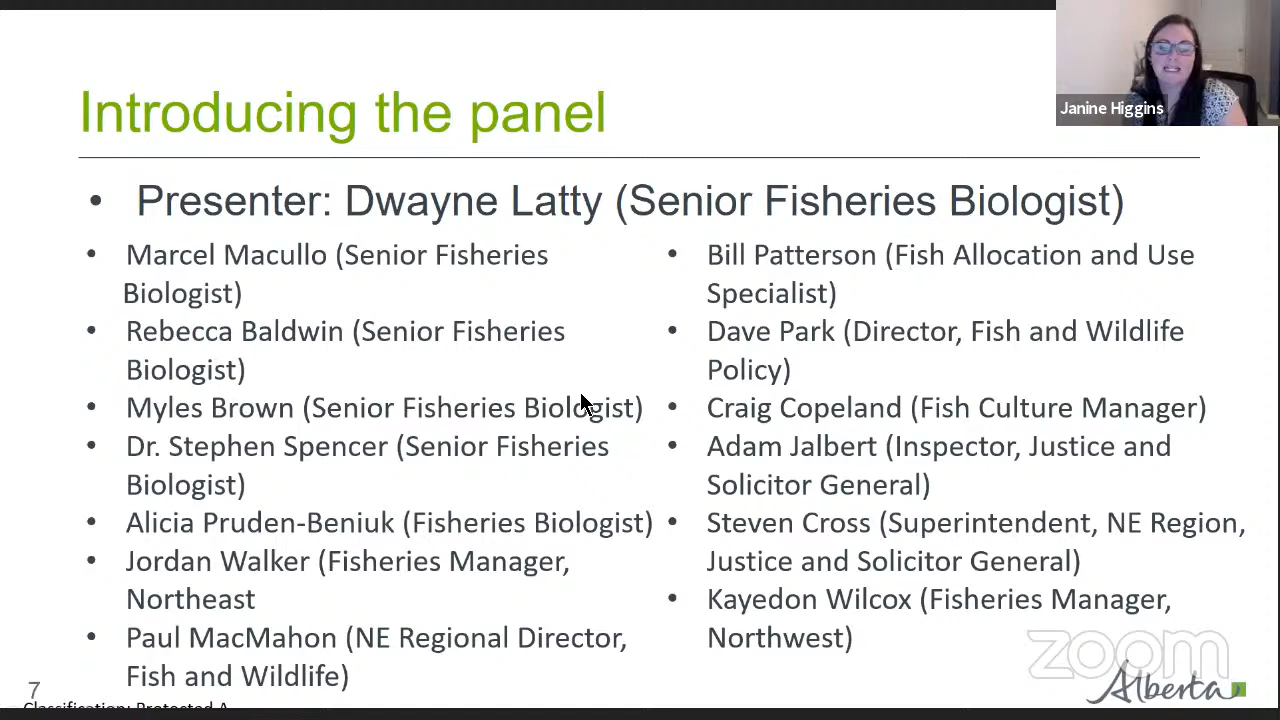 Introducing the panel
Janine Higgins
• Presenter: Dwayne Latty (Senior Fisheries Biologist)
• Marcel Macullo (Senior Fisheries
Biologist)
• Rebecca Baldwin (Senior Fisheries
Biologist)
• Myles Brown (Senior Fisheries Biologist)
• Dr. Stephen Spencer (Senior Fisheries
Biologist)
• Alicia Pruden-Beniuk (Fisheries Biologist)
• Jordan Walker (Fisheries Manager,
Northeast
• Paul MacMahon (NE Regional Director,
Fish and Wildlife)
• Bill Patterson (Fish Allocation and Use
Specialist)
• Dave Park (Director, Fish and Wildlife
Policy)
• Craig Copeland (Fish Culture Manager)
• Adam Jalbert (Inspector, Justice and
Solicitor General)
• Steven Cross (Superintendent, NE Region,
Justice and Solicitor General)
• Kayedon Wilcox (Fisheries Manager,
Northwest)
zoom
Alberta
7
Classification: Protected A